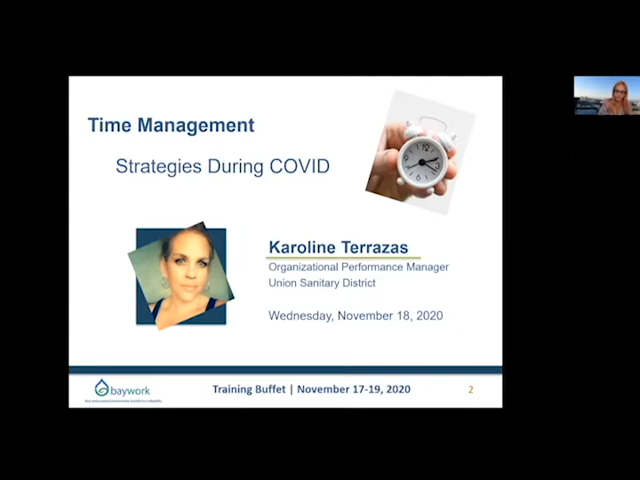 Time Management
Strategies During COVID
Karoline Terrazas
Organizational Performance Manager
Union Sanitary District
Wednesday, November 18, 2020
baywork
Training Buffet | November 17-19, 2020
2